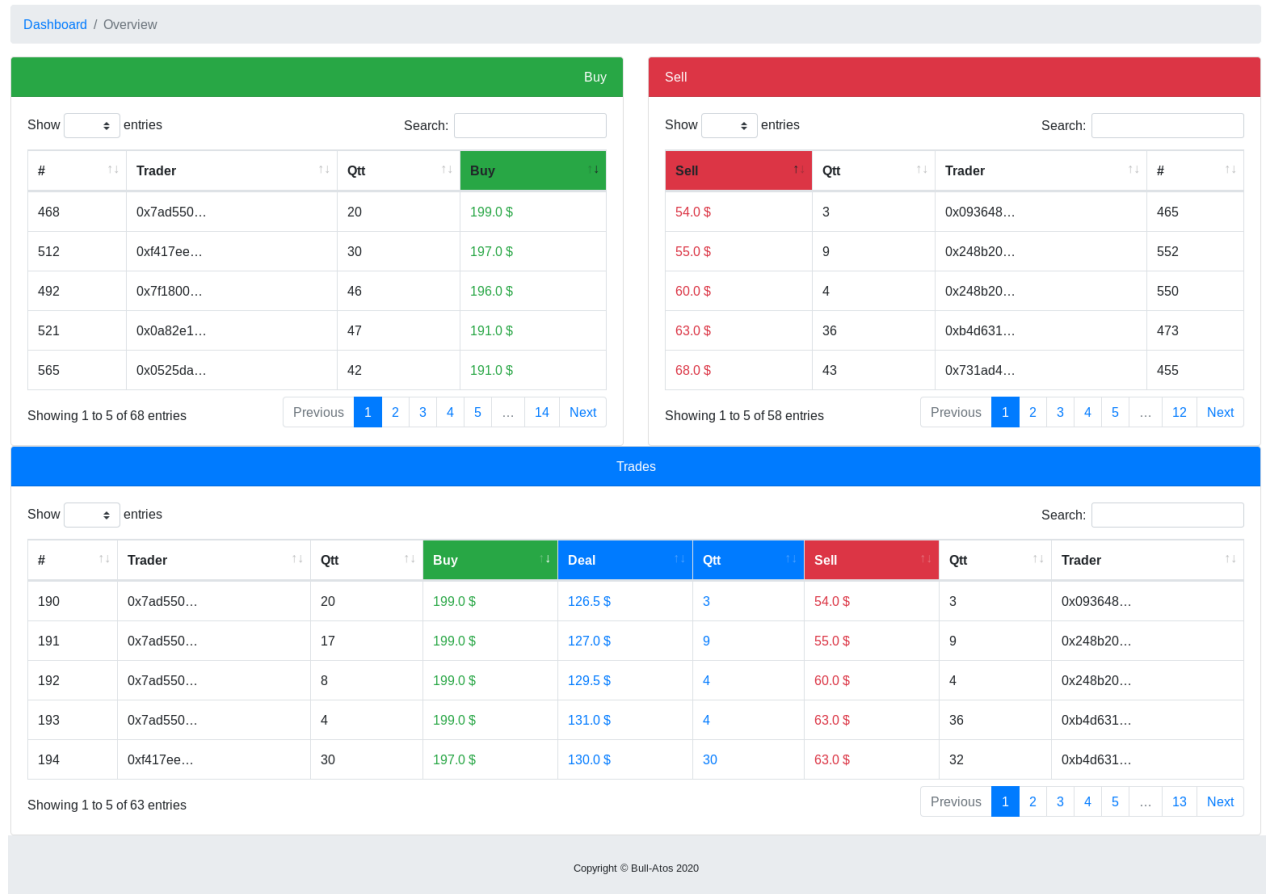 Dashboard / Overview
Buy
Show entries Search:
# Trader Qtt Buy
468 0x7ad550… 20 199.0 $
512 0xf417ee… 30 197.0 $
492 0x7f1800… 46 196.0 $
521 0x0a82e1… 47 191.0 $
565 0x0525da… 42 191.0 $
Showing 1 to 5 of 68 entries Previous 1 2 3 4 5 … 14 Next
Sell
Show entries Search:
Sell Qtt Trader #
54.0 $ 3 0x093648… 465
55.0 $ 9 0x248b20… 552
60.0 $ 4 0x248b20… 550
63.0 $ 36 0xb4d631… 473
68.0 $ 43 0x731ad4… 455
Showing 1 to 5 of 58 entries Previous 1 2 3 4 5 … 12 Next
Trades
Show entries Search:
# Trader Qtt Buy Deal Qtt Sell Qtt Trader
190 0x7ad550… 20 199.0 $ 126.5 $ 3 54.0 $ 3 0x093648…
191 0x7ad550… 17 199.0 $ 127.0 $ 9 55.0 $ 9 0x248b20…
192 0x7ad550… 8 199.0 $ 129.5 $ 4 60.0 $ 4 0x248b20…
193 0x7ad550… 4 199.0 $ 131.0 $ 4 63.0 $ 36 0xb4d631…
194 0xf417ee… 30 197.0 $ 130.0 $ 30 63.0 $ 32 0xb4d631…
Showing 1 to 5 of 63 entries Previous 1 2 3 4 5 … 13 Next
Copyright © Bull-Atos 2020